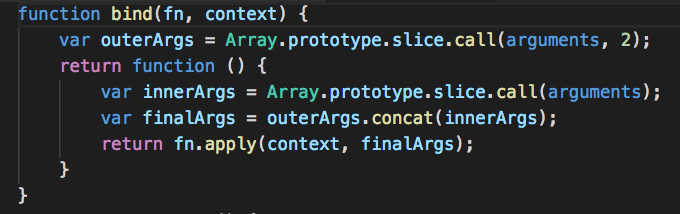 function bind(fn, context) {
    var outerArgs = Array.prototype.slice.call(arguments, 2);
    return function () {
        var innerArgs = Array.prototype.slice.call(arguments);
        var finalArgs = outerArgs.concat(innerArgs);
        return fn.apply(context, finalArgs);
    }
}